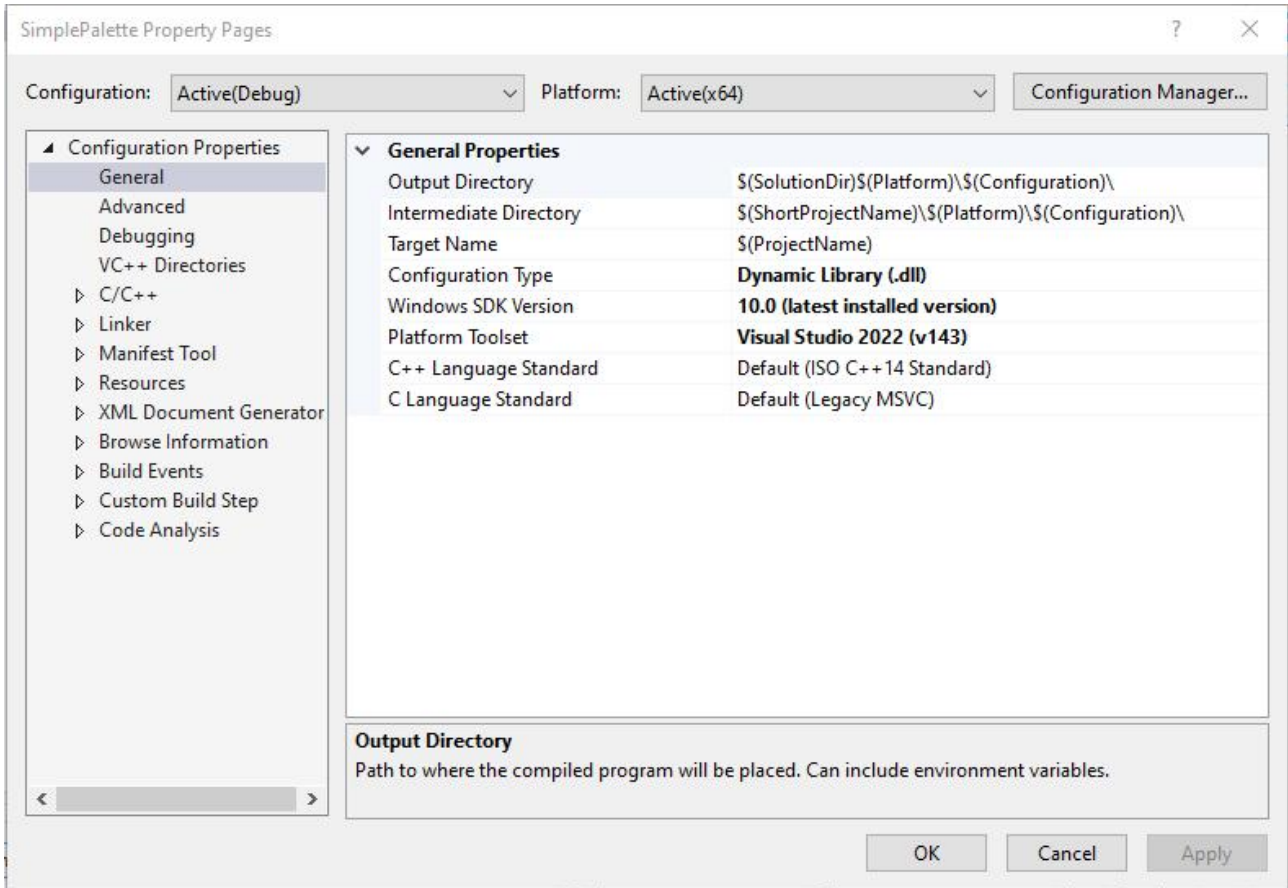 SimplePalette Property Pages
?
Configuration: Active(Debug) Platform: Active(x64) Configuration Manager...
Configuration Properties
General
Advanced
Debugging
VC++ Directories
C/C++
Linker
Manifest Tool
Resources
XML Document Generator
Browse Information
Build Events
Custom Build Step
Code Analysis
General Properties
Output Directory $(SolutionDir)$(Platform)\$(Configuration)\
Intermediate Directory $(ShortProjectName)\$(Platform)\$(Configuration)\
Target Name $(ProjectName)
Configuration Type Dynamic Library (.dll)
Windows SDK Version 10.0 (latest installed version)
Platform Toolset Visual Studio 2022 (v143)
C++ Language Standard Default (ISO C++14 Standard)
C Language Standard Default (Legacy MSVC)
Output Directory
Path to where the compiled program will be placed. Can include environment variables.
OK Cancel Apply